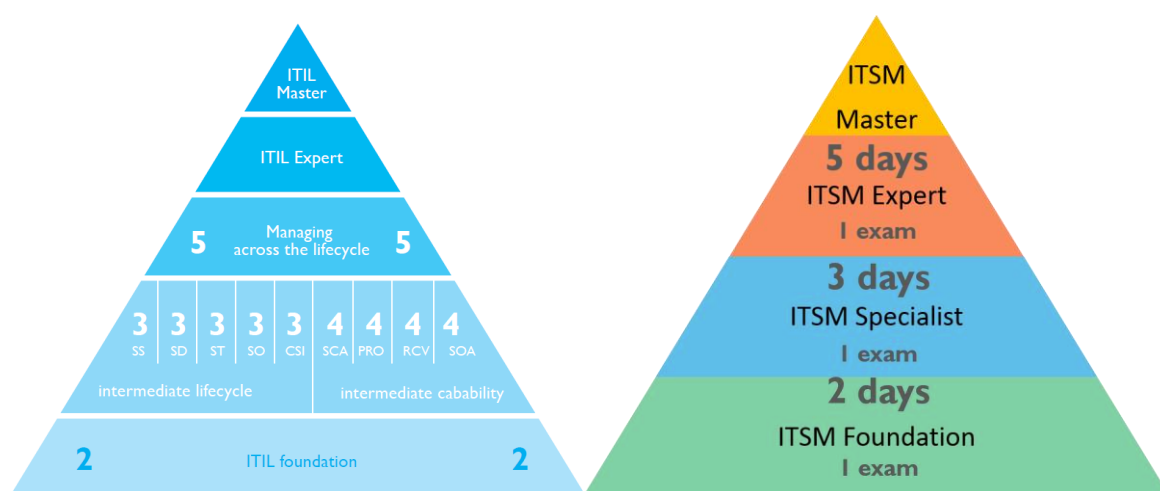 ITIL
Master
ITIL Expert
5 Managing 5
across the lifecycle
3 3 3 3 3 4 4 4 4
SS SD ST SO CSI SCA PRO RCV SOA
intermediate lifecycle intermediate cabability
2 ITIL foundation 2
ITSM
Master
5 days
ITSM Expert
1 exam
3 days
ITSM Specialist
1 exam
2 days
ITSM Foundation
1 exam